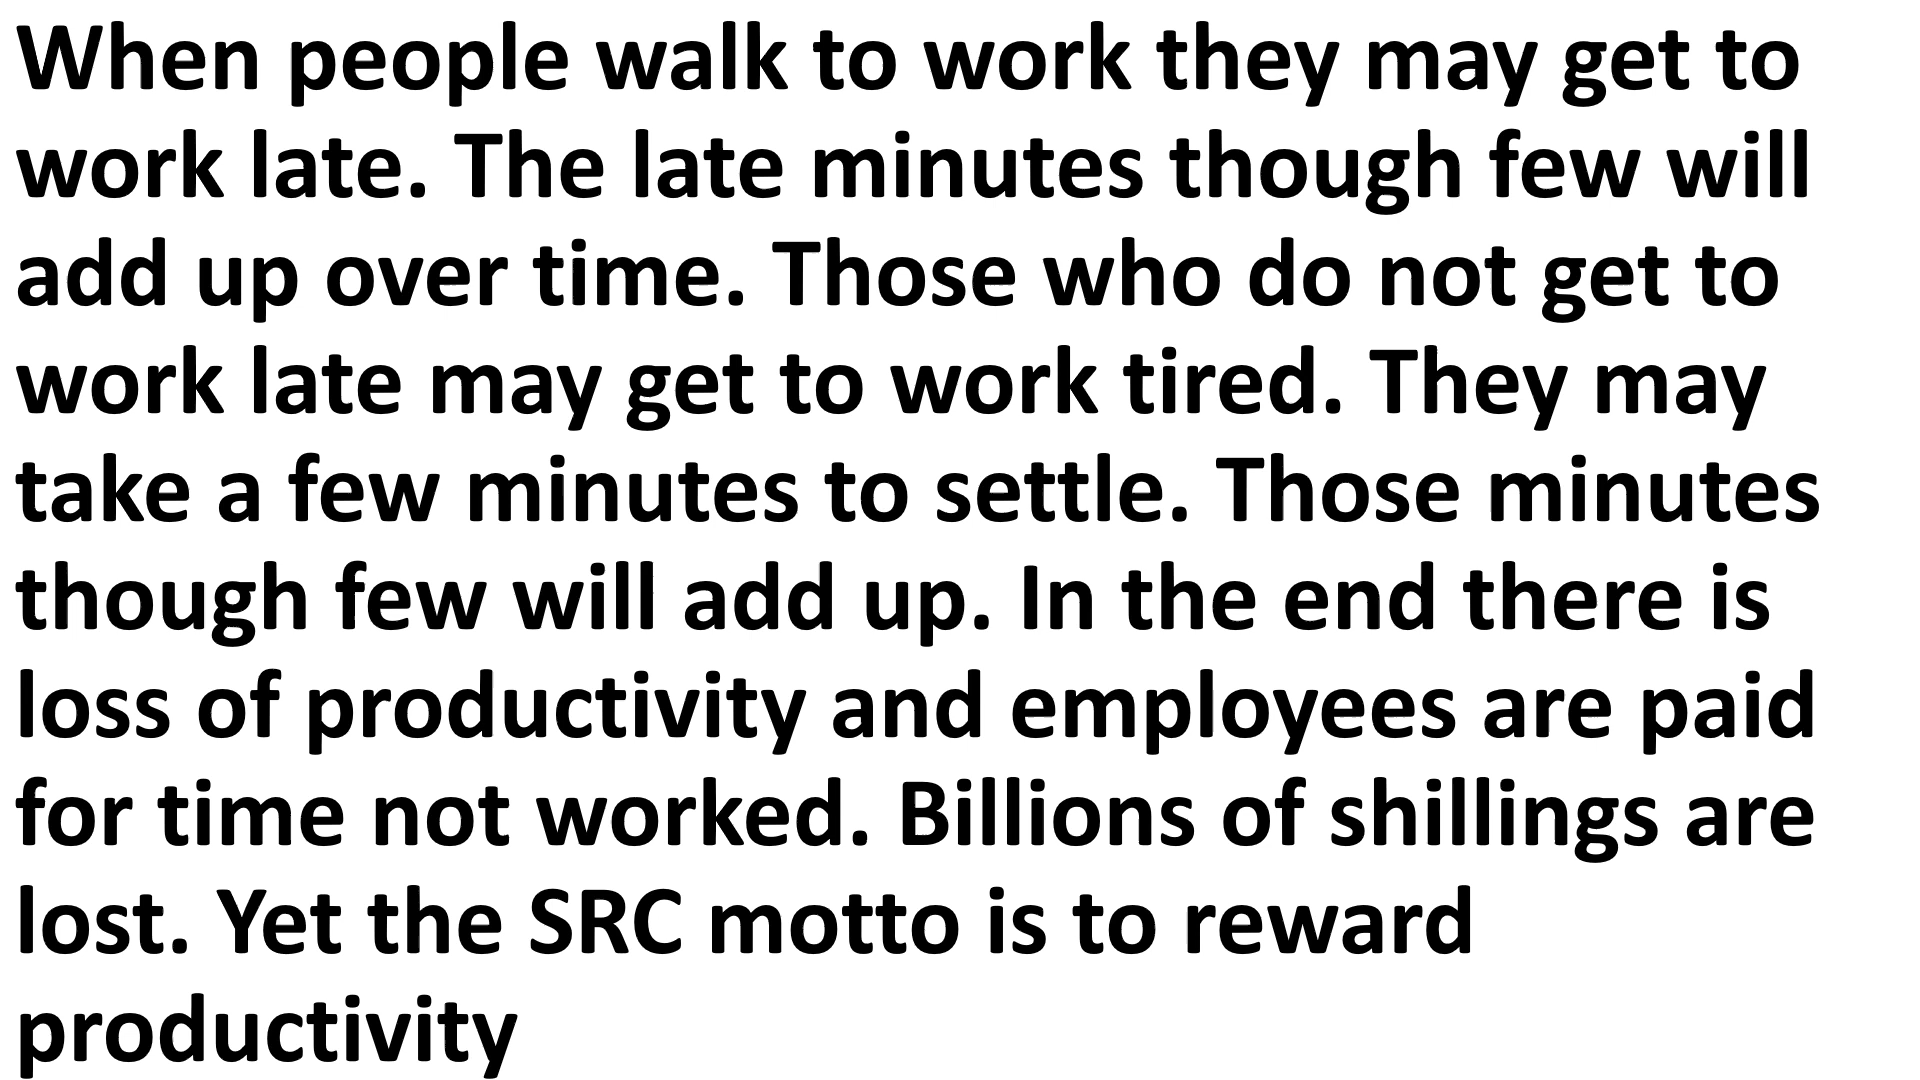 When people walk to work they may get to
work late. The late minutes though few will
add up over time. Those who do not get to
work late may get to work tired. They may
take a few minutes to settle. Those minutes
though few will add up. In the end there is
loss of productivity and employees are paid
for time not worked. Billions of shillings are
lost. Yet the SRC motto is to reward
productivity